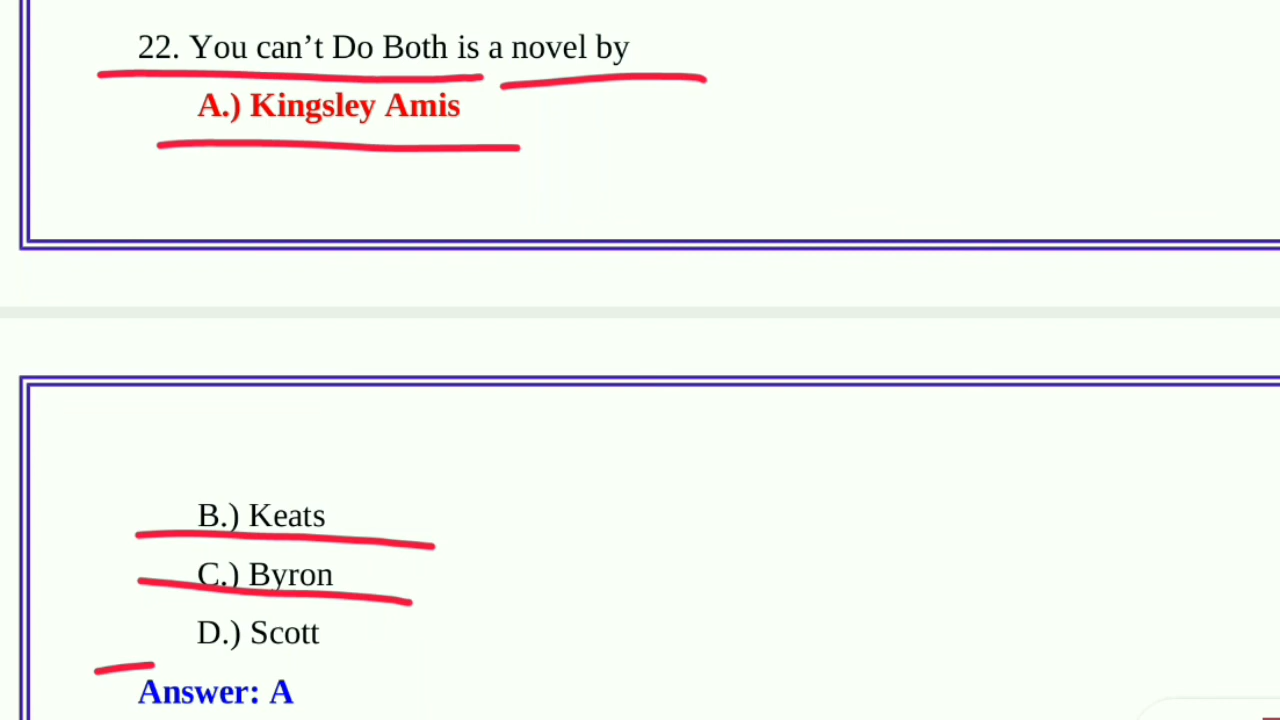 22. You can’t Do Both is a novel by
A.) Kingsley Amis
B.) Keats
C.) Byron
D.) Scott
Answer: A